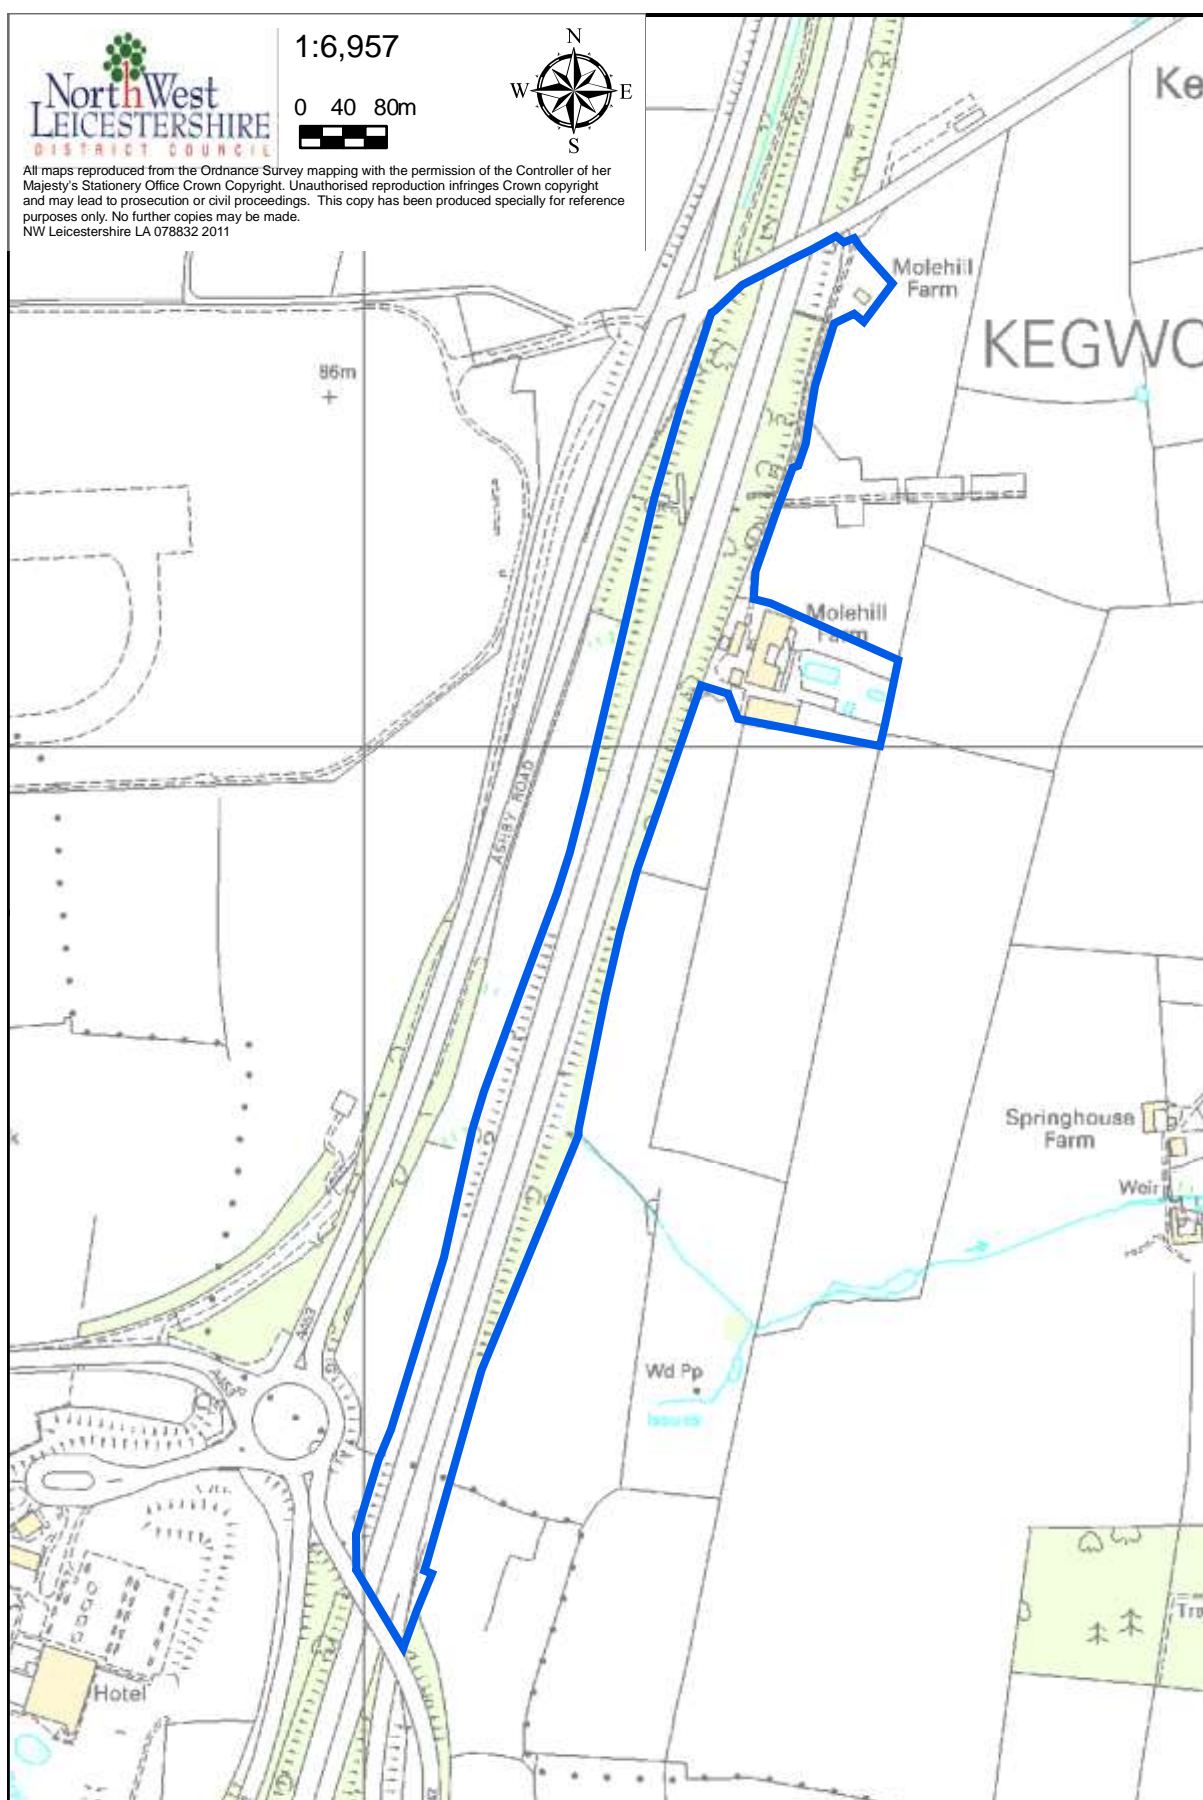 NorthWest
LEICESTERSHIRE
DISTRICT COUNCIL
1:6,957
0 40 80m
N
W E
S
All maps reproduced from the Ordnance Survey mapping with the permission of the Controller of her
Majesty's Stationery Office Crown Copyright. Unauthorised reproduction infringes Crown copyright
and may lead to prosecution or civil proceedings. This copy has been produced specially for reference
purposes only. No further copies may be made.
NW Leicestershire LA 078832 2011
Ke
Molehill
Farm
KEGWO
86m
Molehill
Farm
ASHBY ROAD
Springhouse
Farm
Weir
A453
A453
Wd Pp
Issues
Hotel